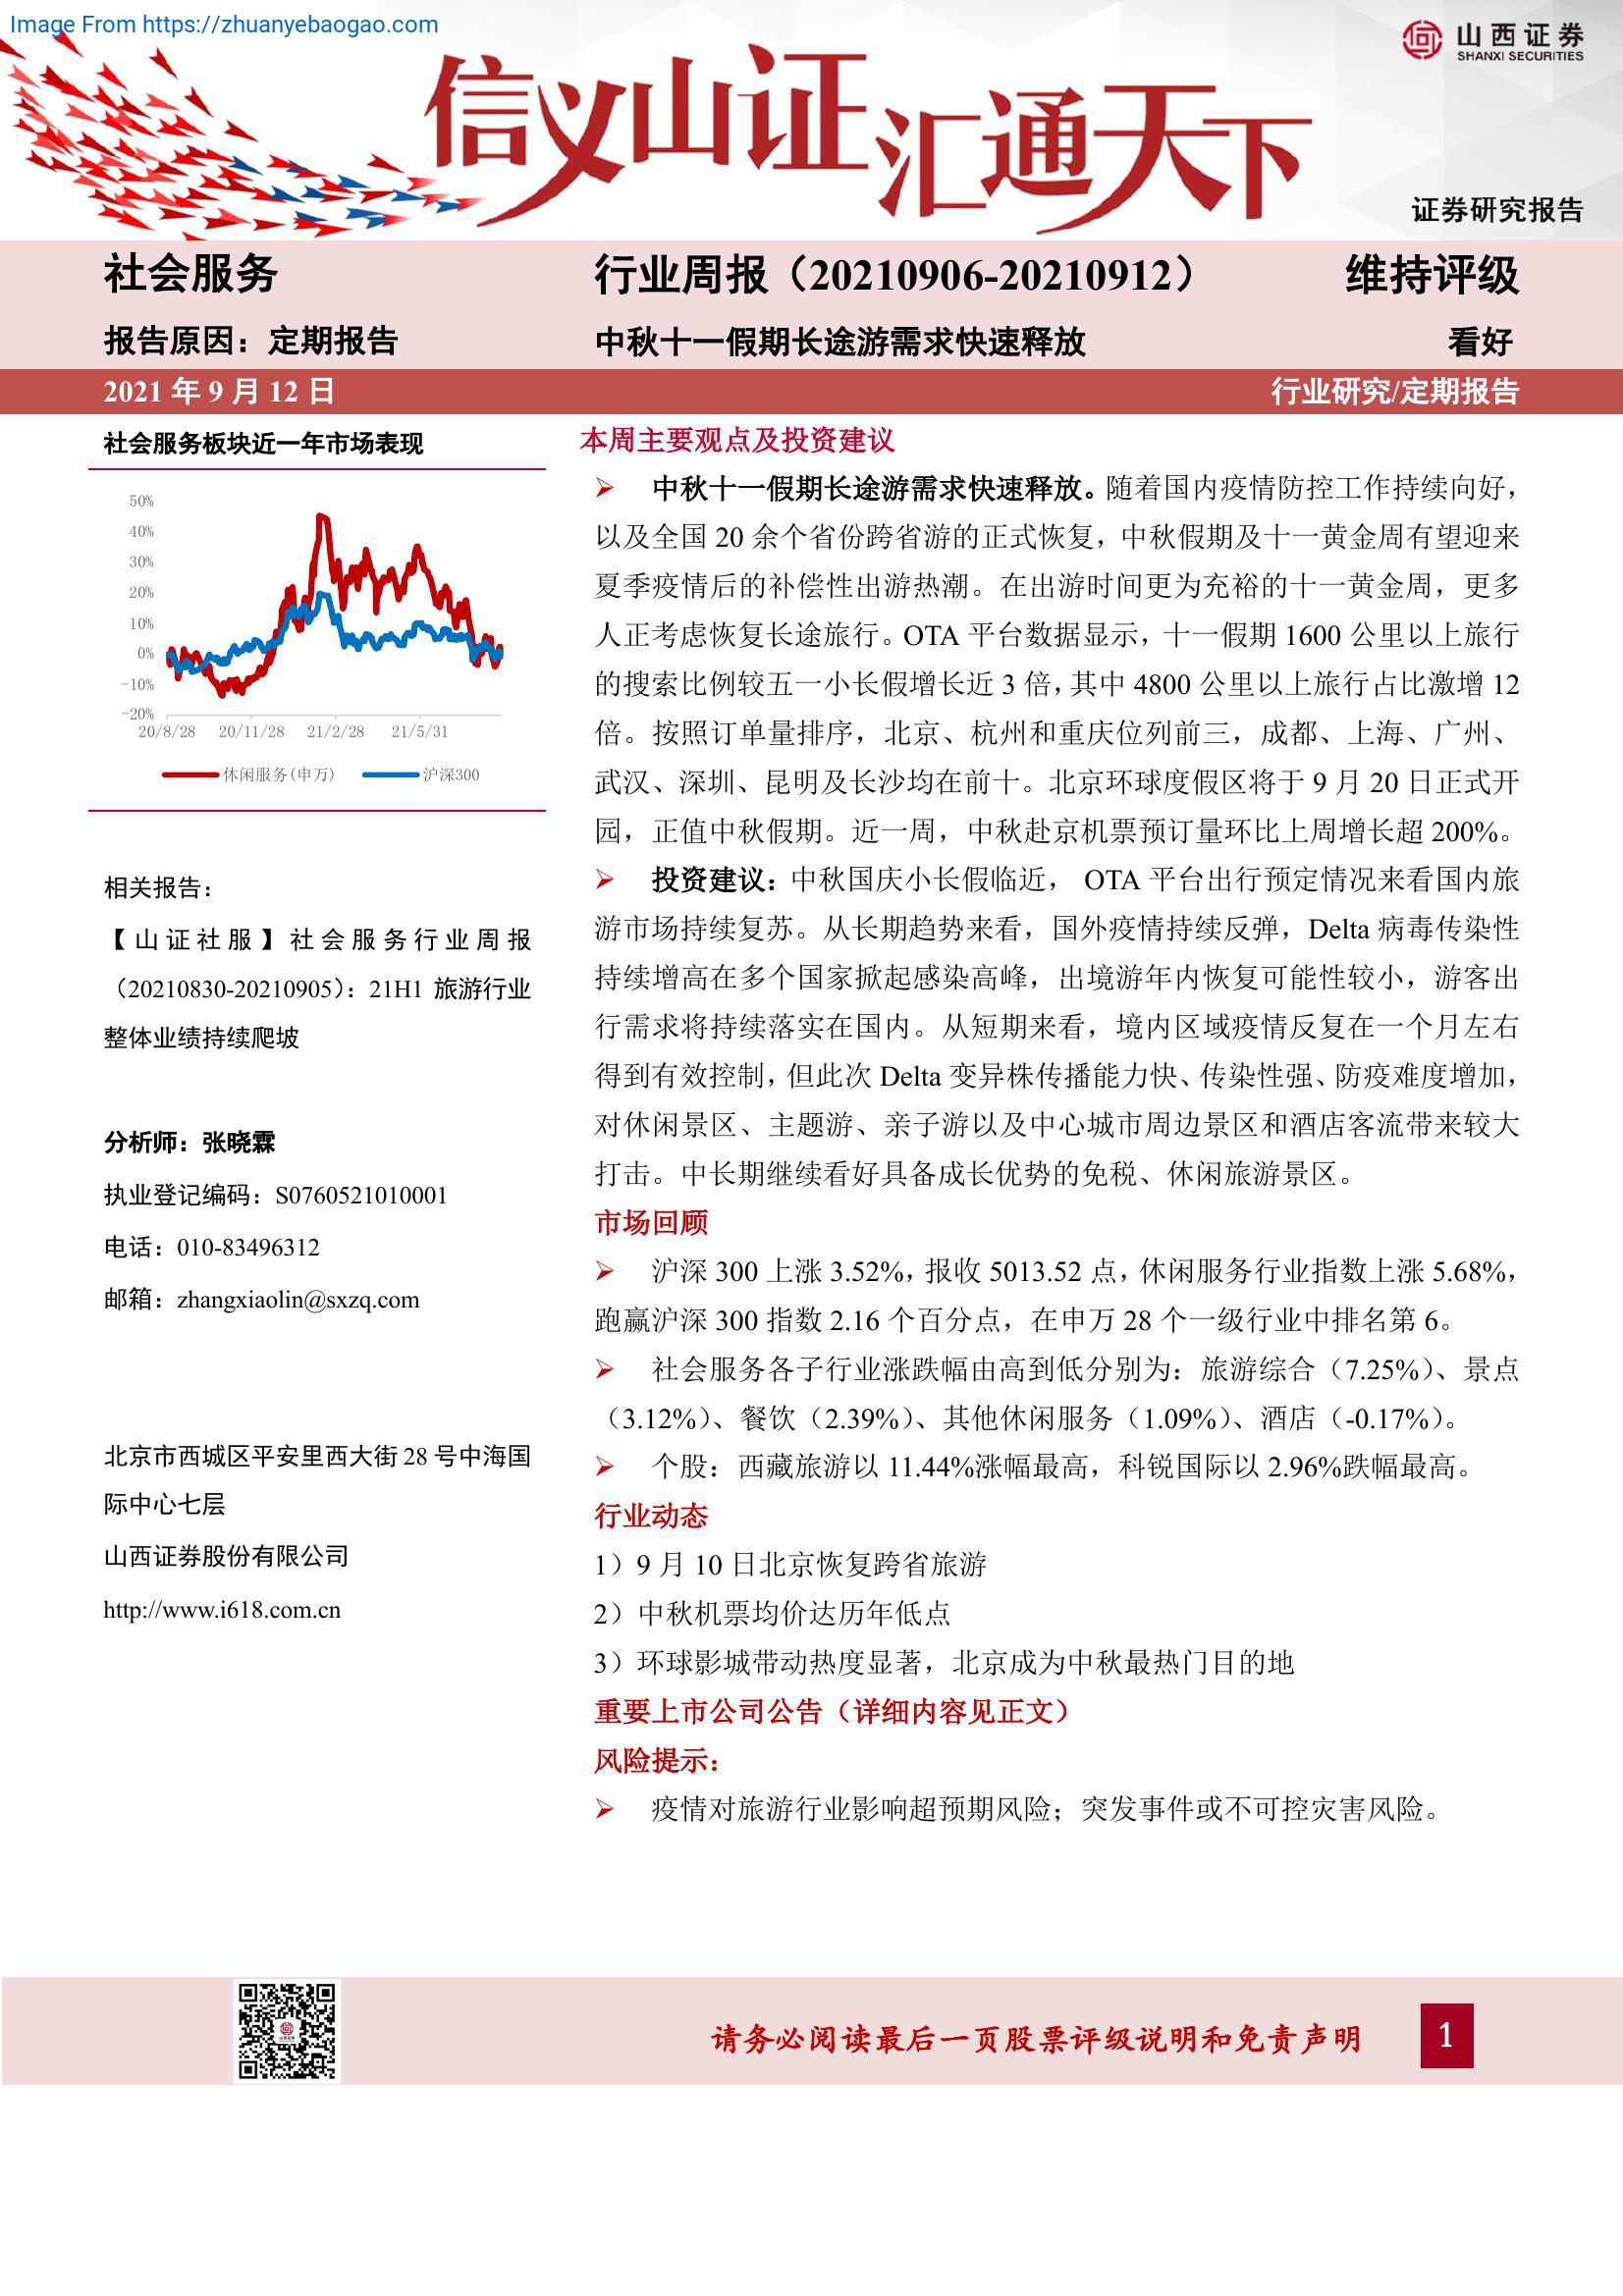 Image From https://zhuanyebaogao.com
山西证券
SHANXI SECURITIES
信义山证汇通天下
证券研究报告
社会服务
行业周报（20210906-20210912）
维持评级
报告原因：定期报告
中秋十一假期长途游需求快速释放
看好
2021 年 9 月 12 日
行业研究/定期报告
社会服务板块近一年市场表现
50%
40%
30%
20%
10%
0%
-10%
-20%
20/8/28 20/11/28 21/2/28 21/5/31
休闲服务(申万) 沪深300
相关报告：
【山证社服】社会服务行业周报
（20210830-20210905）：21H1 旅游行业
整体业绩持续爬坡
分析师：张晓霖
执业登记编码：S0760521010001
电话：010-83496312
邮箱：zhangxiaolin@sxzq.com
北京市西城区平安里西大街 28 号中海国
际中心七层
山西证券股份有限公司
http://www.i618.com.cn
本周主要观点及投资建议
➢ 中秋十一假期长途游需求快速释放。随着国内疫情防控工作持续向好，
以及全国 20 余个省份跨省游的正式恢复，中秋假期及十一黄金周有望迎来
夏季疫情后的补偿性出游热潮。在出游时间更为充裕的十一黄金周，更多
人正考虑恢复长途旅行。OTA 平台数据显示，十一假期 1600 公里以上旅行
的搜索比例较五一小长假增长近 3 倍，其中 4800 公里以上旅行占比激增 12
倍。按照订单量排序，北京、杭州和重庆位列前三，成都、上海、广州、
武汉、深圳、昆明及长沙均在前十。北京环球度假区将于 9 月 20 日正式开
园，正值中秋假期。近一周，中秋赴京机票预订量环比上周增长超 200%。
➢ 投资建议：中秋国庆小长假临近， OTA 平台出行预定情况来看国内旅
游市场持续复苏。从长期趋势来看，国外疫情持续反弹，Delta 病毒传染性
持续增高在多个国家掀起感染高峰，出境游年内恢复可能性较小，游客出
行需求将持续落实在国内。从短期来看，境内区域疫情反复在一个月左右
得到有效控制，但此次 Delta 变异株传播能力快、传染性强、防疫难度增加，
对休闲景区、主题游、亲子游以及中心城市周边景区和酒店客流带来较大
打击。中长期继续看好具备成长优势的免税、休闲旅游景区。
市场回顾
➢ 沪深 300 上涨 3.52%，报收 5013.52 点，休闲服务行业指数上涨 5.68%，
跑赢沪深 300 指数 2.16 个百分点，在申万 28 个一级行业中排名第 6。
➢ 社会服务各子行业涨跌幅由高到低分别为：旅游综合（7.25%）、景点
（3.12%）、餐饮（2.39%）、其他休闲服务（1.09%）、酒店（-0.17%）。
➢ 个股：西藏旅游以 11.44%涨幅最高，科锐国际以 2.96%跌幅最高。
行业动态
1）9 月 10 日北京恢复跨省旅游
2）中秋机票均价达历年低点
3）环球影城带动热度显著，北京成为中秋最热门目的地
重要上市公司公告（详细内容见正文）
风险提示：
➢ 疫情对旅游行业影响超预期风险；突发事件或不可控灾害风险。
请务必阅读最后一页股票评级说明和免责声明
1